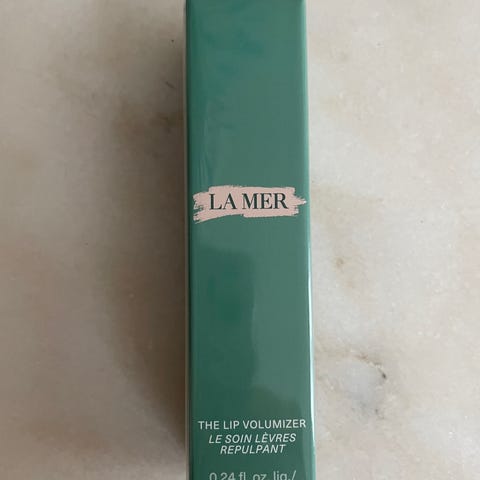 LA MER
THE LIP VOLUMIZER
LE SOIN LÈVRES
REPULPANT
0.24 fl. oz. liq./